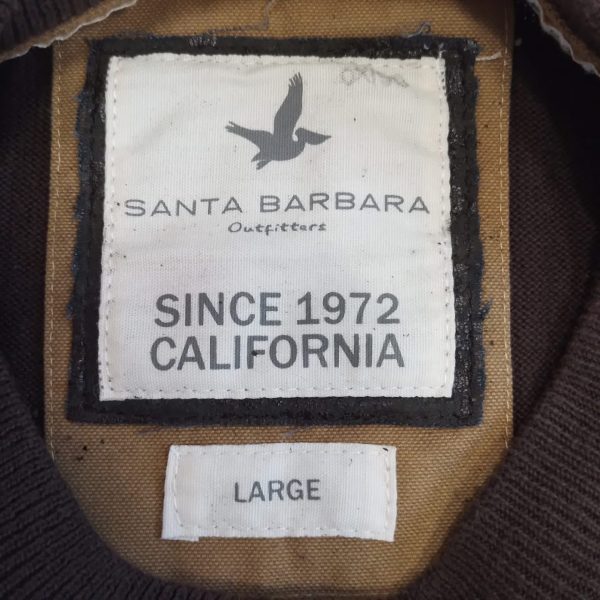 SANTA BARBARA
Outfitters
SINCE 1972
CALIFORNIA
LARGE